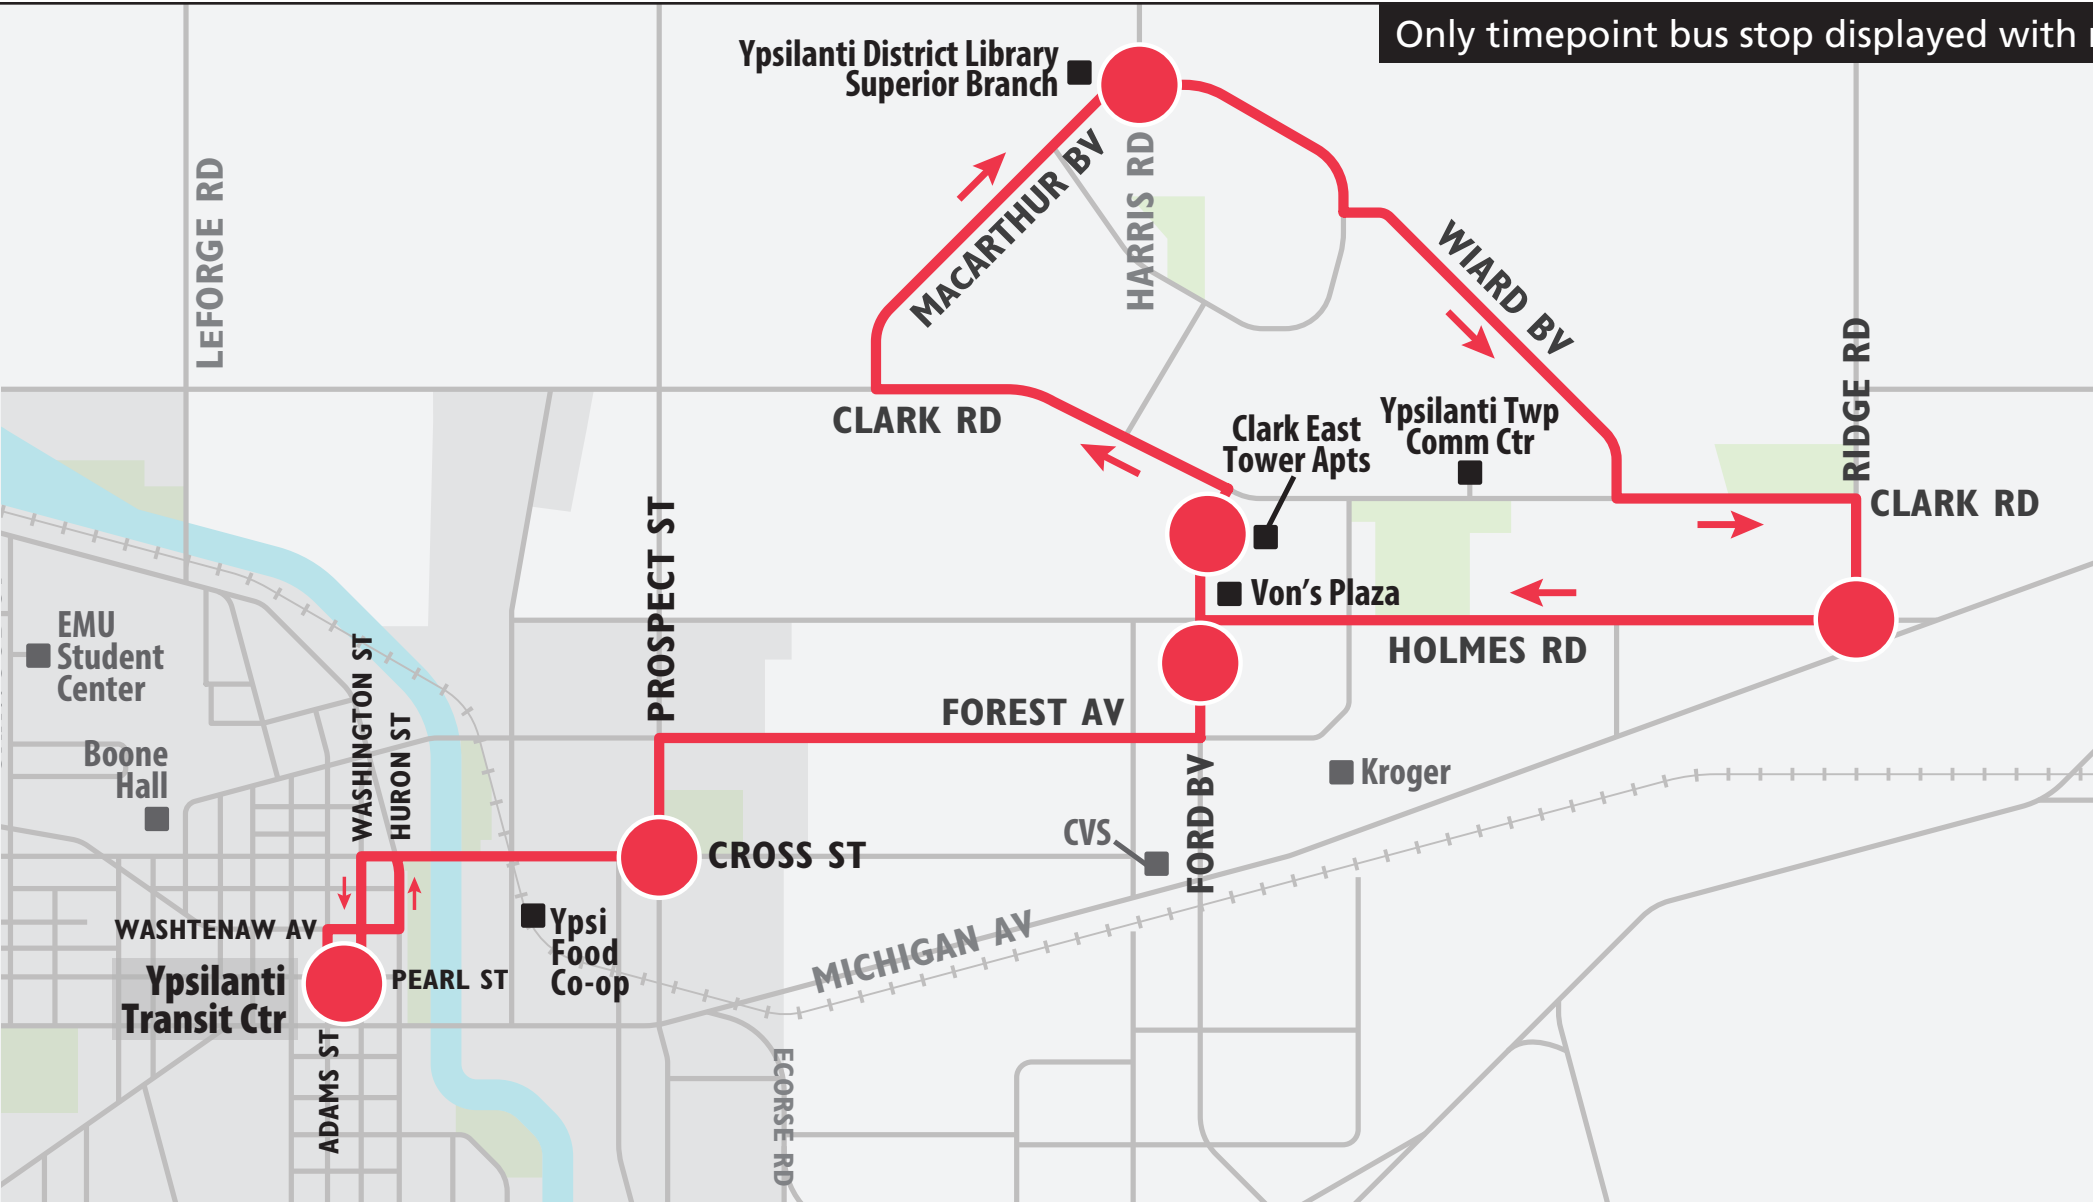 Only timepoint bus stop displayed with
Ypsilanti District Library
Superior Branch
LEFORGE RD
MACARTHUR BV
HARRIS RD
WIARD BV
RIDGE RD
CLARK RD
Clark East
Tower Apts
Ypsilanti Twp
Comm Ctr
CLARK RD
PROSPECT ST
Von's Plaza
HOLMES RD
EMU
Student
Center
WASHINGTON ST
HURON ST
FOREST AV
Boone
Hall
FORD BV
Kroger
CVS
CROSS ST
WASHTENAW AV
Ypsi
Food
Co-op
MICHIGAN AV
Ypsilanti
Transit Ctr
PEARL ST
ADAMS ST
ECORSE RD